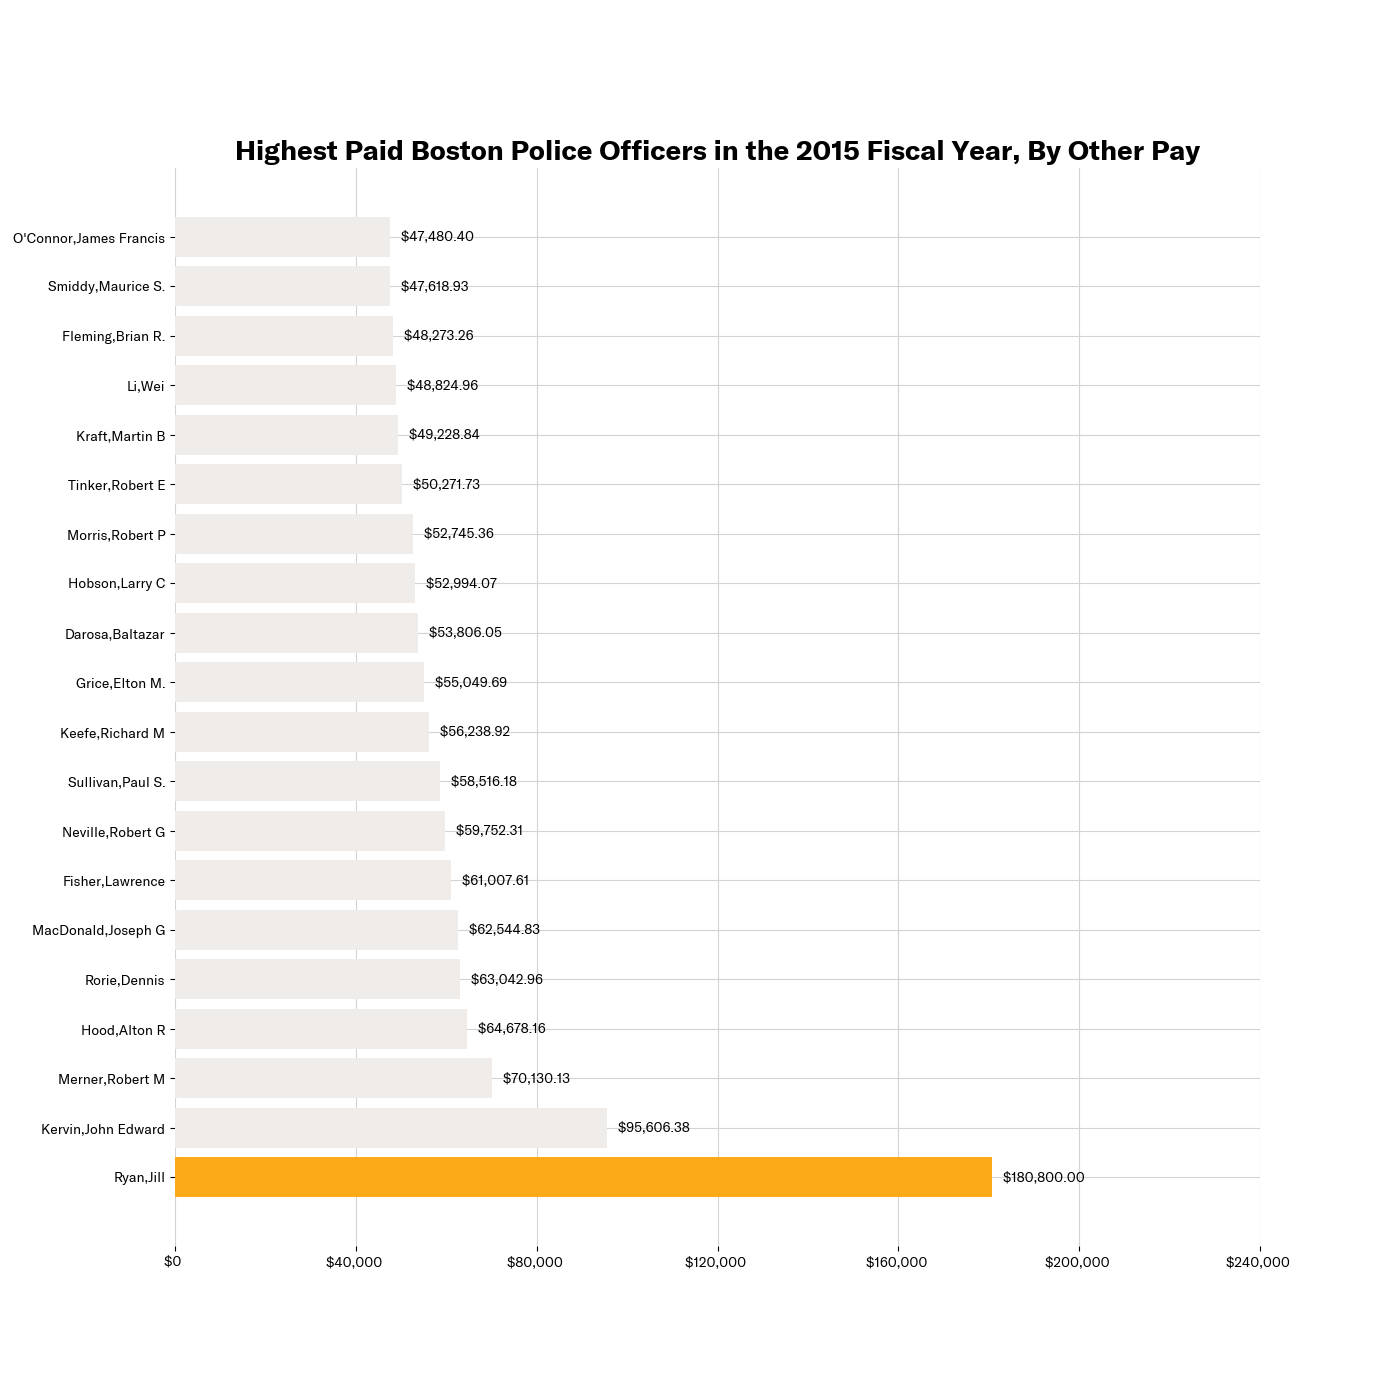 Highest Paid Boston Police Officers in the 2015 Fiscal Year, By Other Pay
O'Connor,James Francis $47,480.40
Smiddy,Maurice S. $47,618.93
Fleming,Brian R. $48,273.26
Li,Wei $48,824.96
Kraft,Martin B $49,228.84
Tinker,Robert E $50,271.73
Morris,Robert P $52,745.36
Hobson,Larry C $52,994.07
Darosa,Baltazar $53,806.05
Grice,Elton M. $55,049.69
Keefe,Richard M $56,238.92
Sullivan,Paul S. $58,516.18
Neville,Robert G $59,752.31
Fisher,Lawrence $61,007.61
MacDonald,Joseph G $62,544.83
Rorie,Dennis $63,042.96
Hood,Alton R $64,678.16
Merner,Robert M $70,130.13
Kervin,John Edward $95,606.38
Ryan,Jill $180,800.00
$0 $40,000 $80,000 $120,000 $160,000 $200,000 $240,000